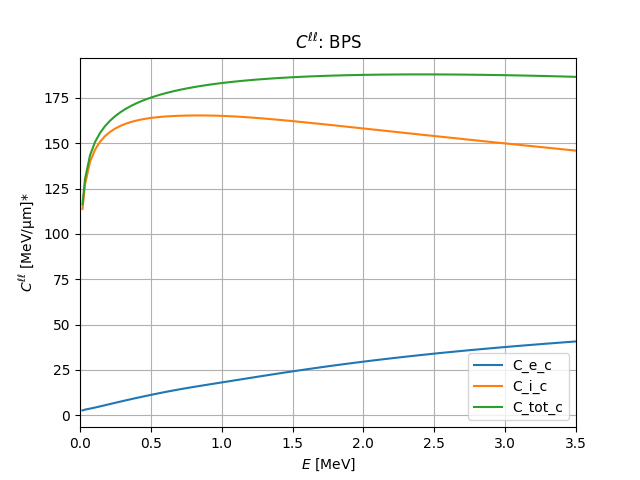 C^{ℓℓ}: BPS
C^{ℓℓ} [MeV/μm]*
175
150
125
100
75
50
25
0
C_e_c
C_i_c
C_tot_c
0.0 0.5 1.0 1.5 2.0 2.5 3.0 3.5
E [MeV]